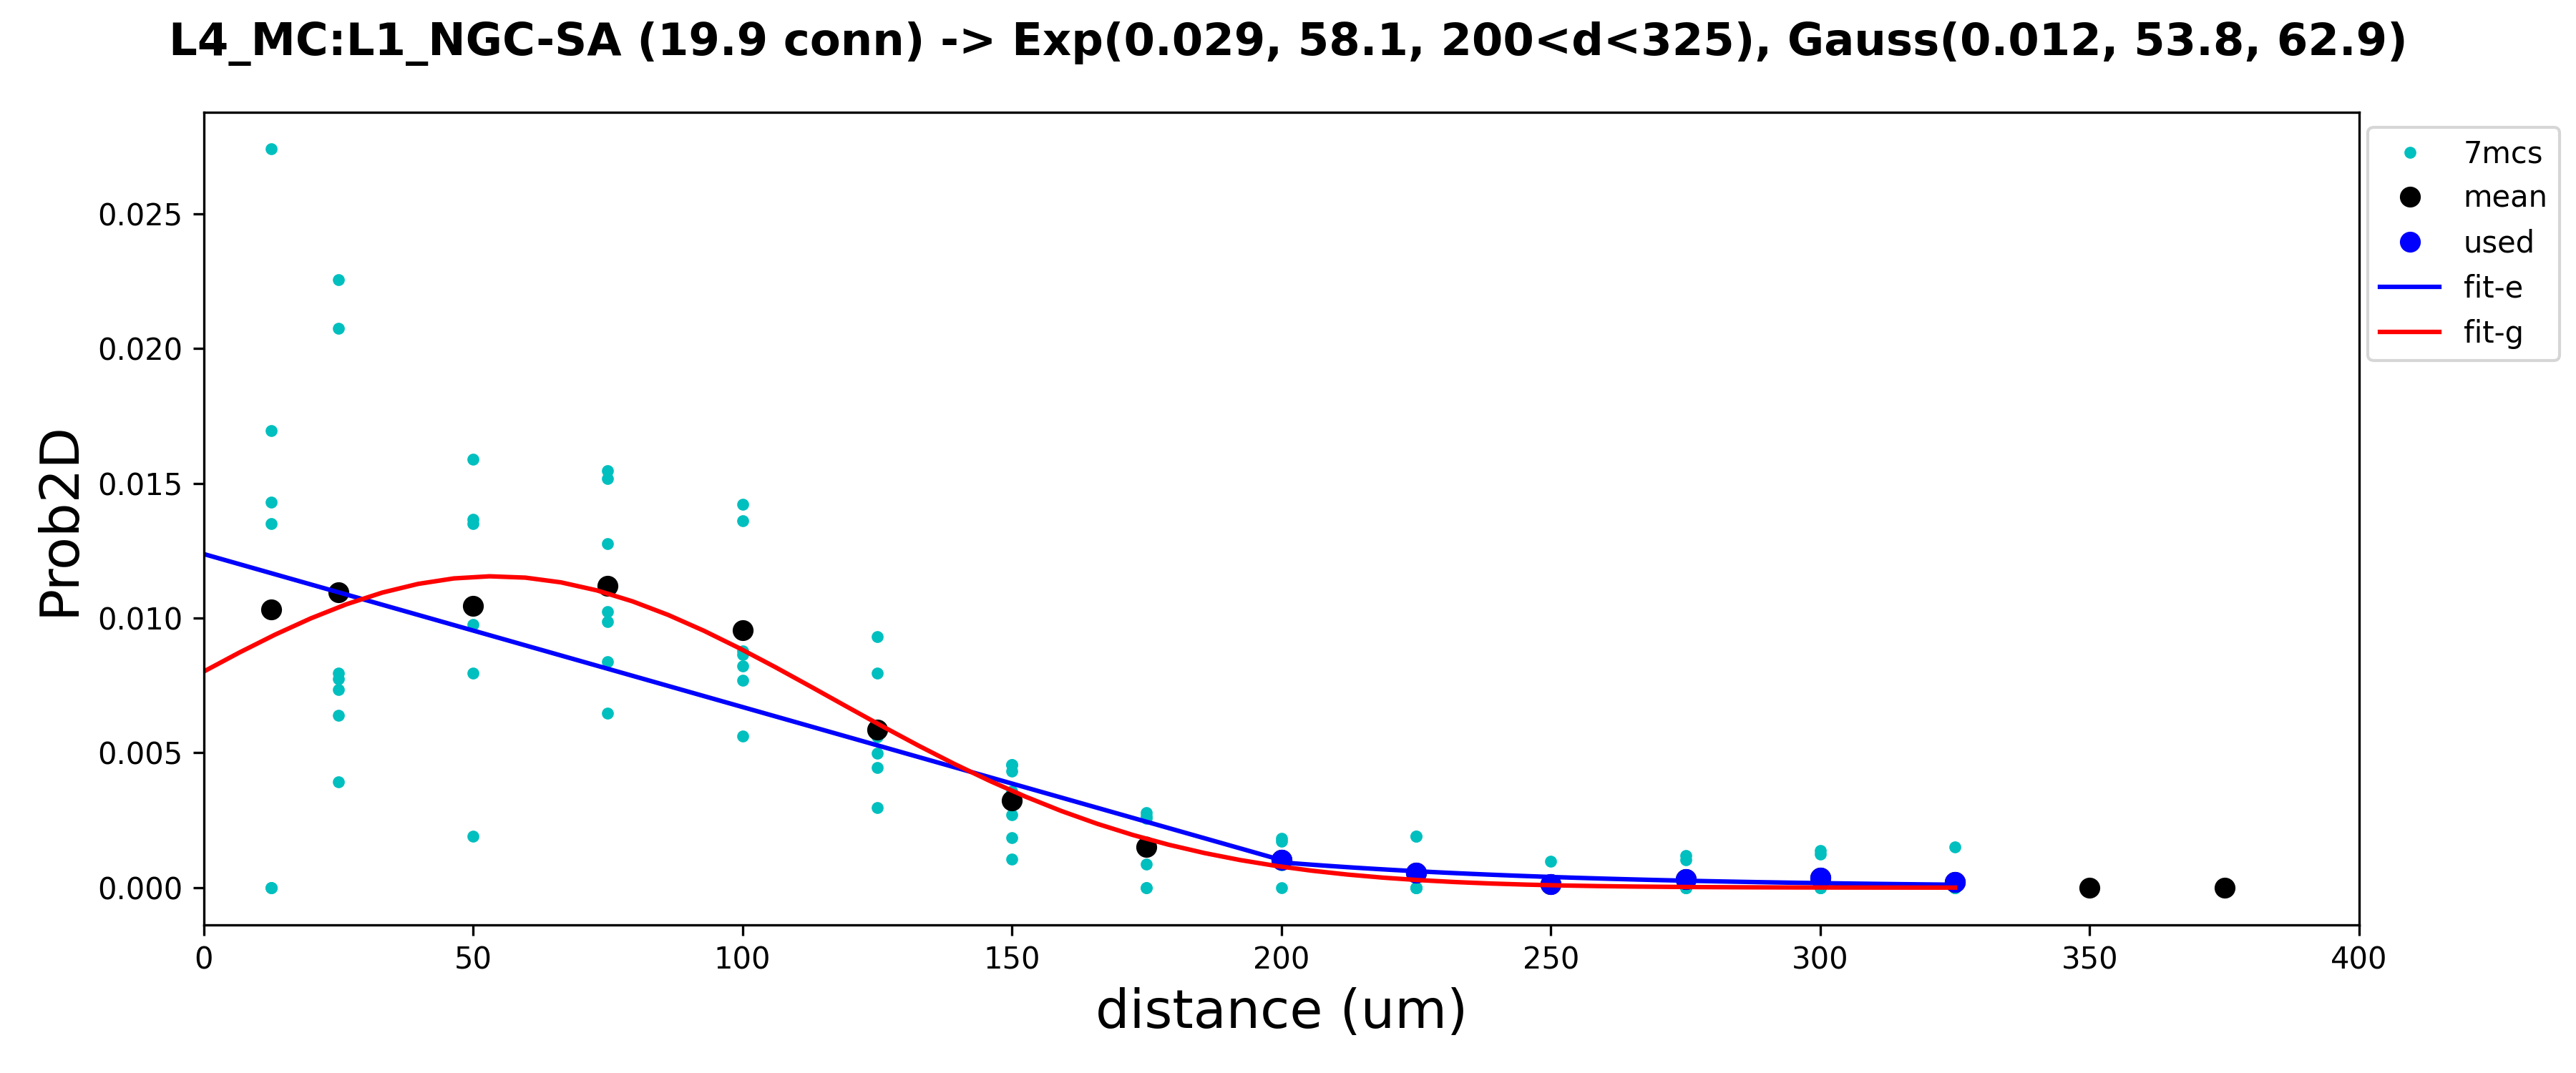 L4_MC:L1_NGC-SA (19.9 conn) -> Exp(0.029, 58.1, 200<d<325), Gauss(0.012, 53.8, 62.9)
7mcs
mean
used
fit-e
fit-g
Prob2D
0.025
0.020
0.015
0.010
0.005
0.000
0 50 100 150 200 250 300 350 400
distance (um)